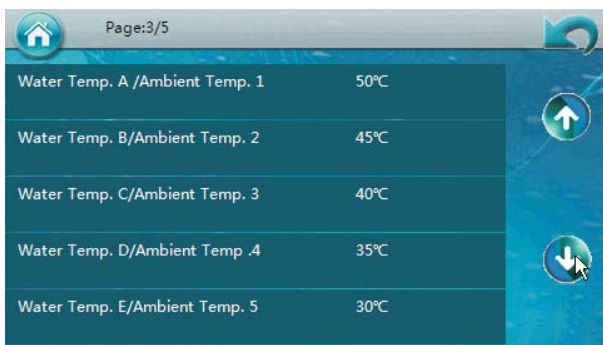 Page:3/5
Water Temp. A /Ambient Temp. 1 50℃
Water Temp. B/Ambient Temp. 2 45℃
Water Temp. C/Ambient Temp. 3 40℃
Water Temp. D/Ambient Temp .4 35℃
Water Temp. E/Ambient Temp. 5 30℃